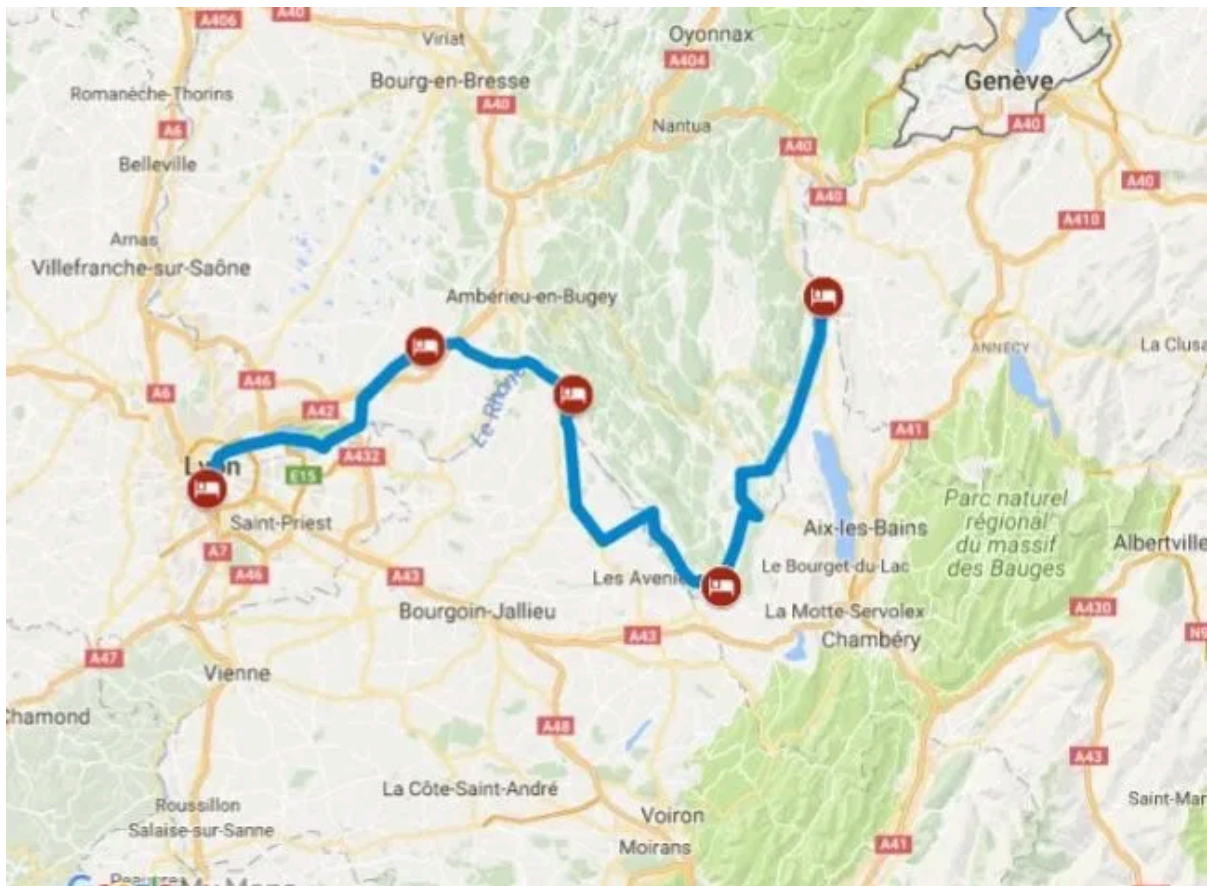 A406
A40
Viriat
Oyonnax
A404
Genève
Bourg-en-Bresse
Romanèche-Thorins
A40
A6
Nantua
A40
A40
Belleville
A40
A40
A410
Arnas
Villefranche-sur-Saône
Ambérieu-en-Bugey
ANNECY
La Clusa
A6
A46
A42
Le Rhône
A41
A432
Lyon
E15
Parc naturel
régional
du massif
des Bauges
Saint-Priest
Aix-les-Bains
Albertville
A7
A46
A43
Les Aveniè
Le Bourget-du-Lac
Bourgoin-Jallieu
La Motte-Servolex
A430
A43
Chambéry
N9
A47
Vienne
Chamond
A48
A43
La Côte-Saint-André
Saint-Mar
Roussillon
Voiron
Salaise-sur-Sanne
Moirans
A41